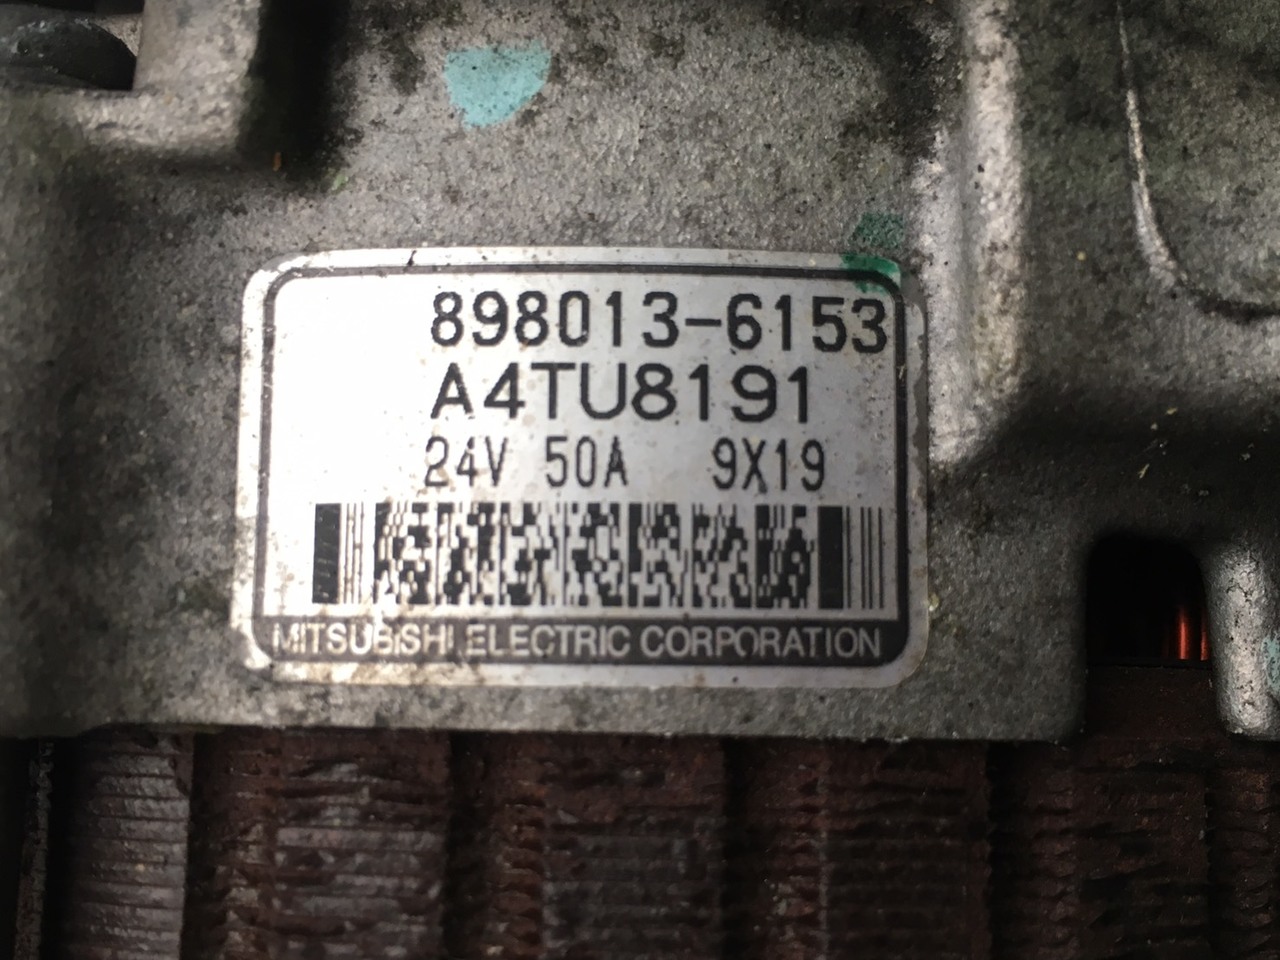 898013-6153
A4TU8191
24V 50A 9X19
MITSUBISHI ELECTRIC CORPORATION